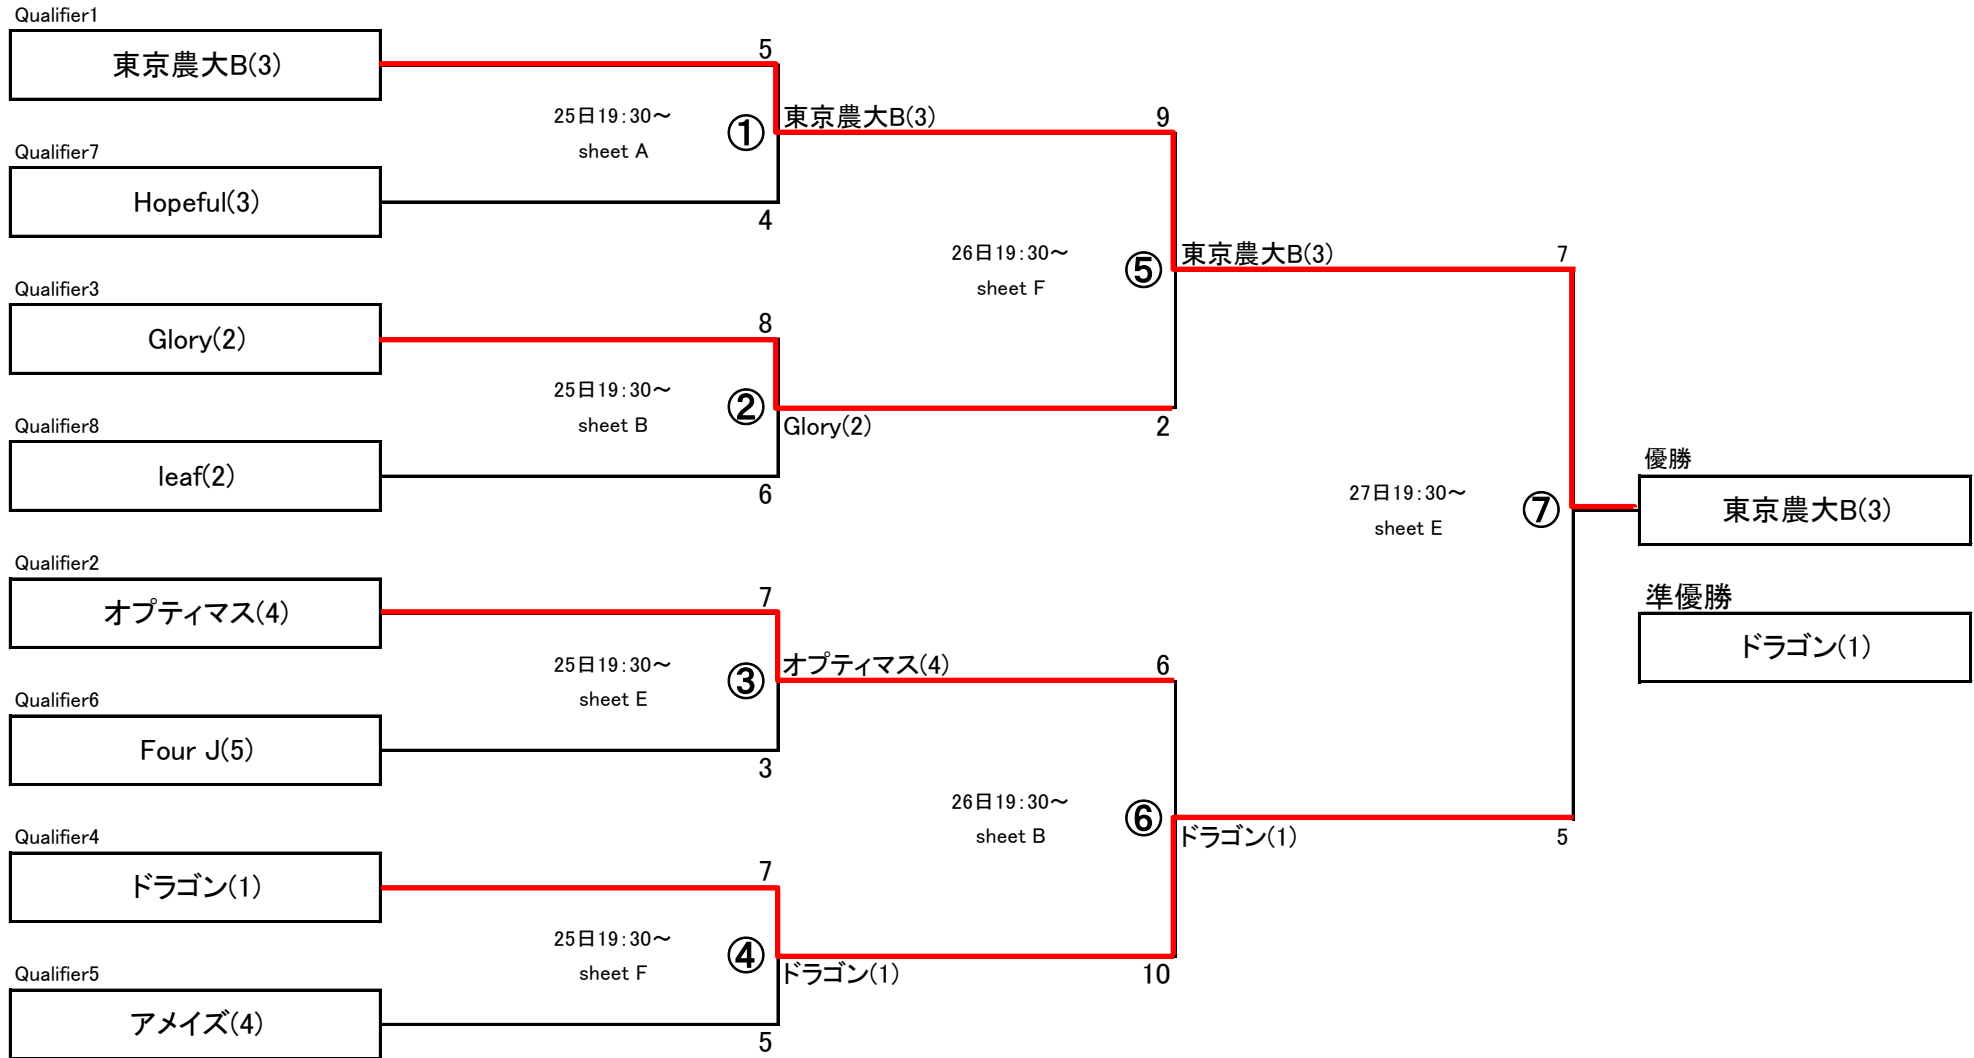 Qualifier1
東京農大B(3)
Qualifier7
Hopeful(3)
Qualifier3
Glory(2)
Qualifier8
leaf(2)
Qualifier2
オプティマス(4)
Qualifier6
Four J(5)
Qualifier4
ドラゴン(1)
Qualifier5
アメイズ(4)
5
25日19:30～
sheet A
①
4
8
25日19:30～
sheet B
②
6
7
25日19:30～
sheet E
③
3
7
25日19:30～
sheet F
④
5
東京農大B(3)
9
26日19:30～
sheet F
⑤
Glory(2)
2
オプティマス(4)
6
26日19:30～
sheet B
⑥
ドラゴン(1)
10
東京農大B(3)
7
27日19:30～
sheet E
⑦
ドラゴン(1)
5
優勝
東京農大B(3)
準優勝
ドラゴン(1)